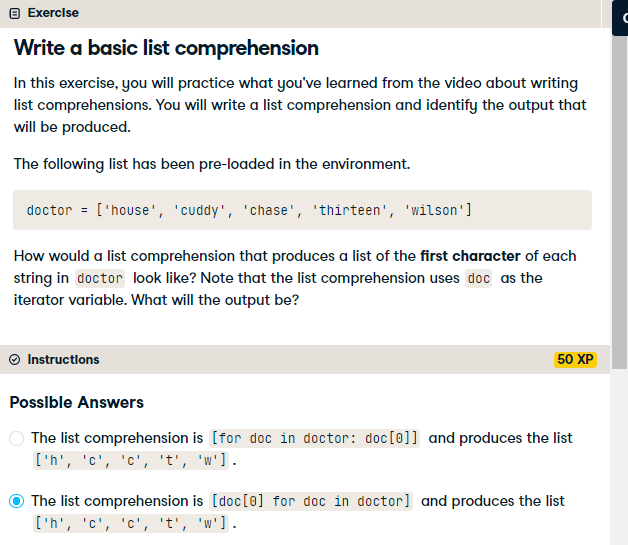 Exercise
Write a basic list comprehension
In this exercise, you will practice what you've learned from the video about writing
list comprehensions. You will write a list comprehension and identify the output that
will be produced.
The following list has been pre-loaded in the environment.
doctor = ['house', 'cuddy', 'chase', 'thirteen', 'wilson']
How would a list comprehension that produces a list of the first character of each
string in doctor look like? Note that the list comprehension uses doc as the
iterator variable. What will the output be?
Instructions 50 XP
Possible Answers
The list comprehension is [for doc in doctor: doc[0]] and produces the list
['h', 'c', 'c', 't', 'w'].
The list comprehension is [doc[0] for doc in doctor] and produces the list
['h', 'c', 'c', 't', 'w'].